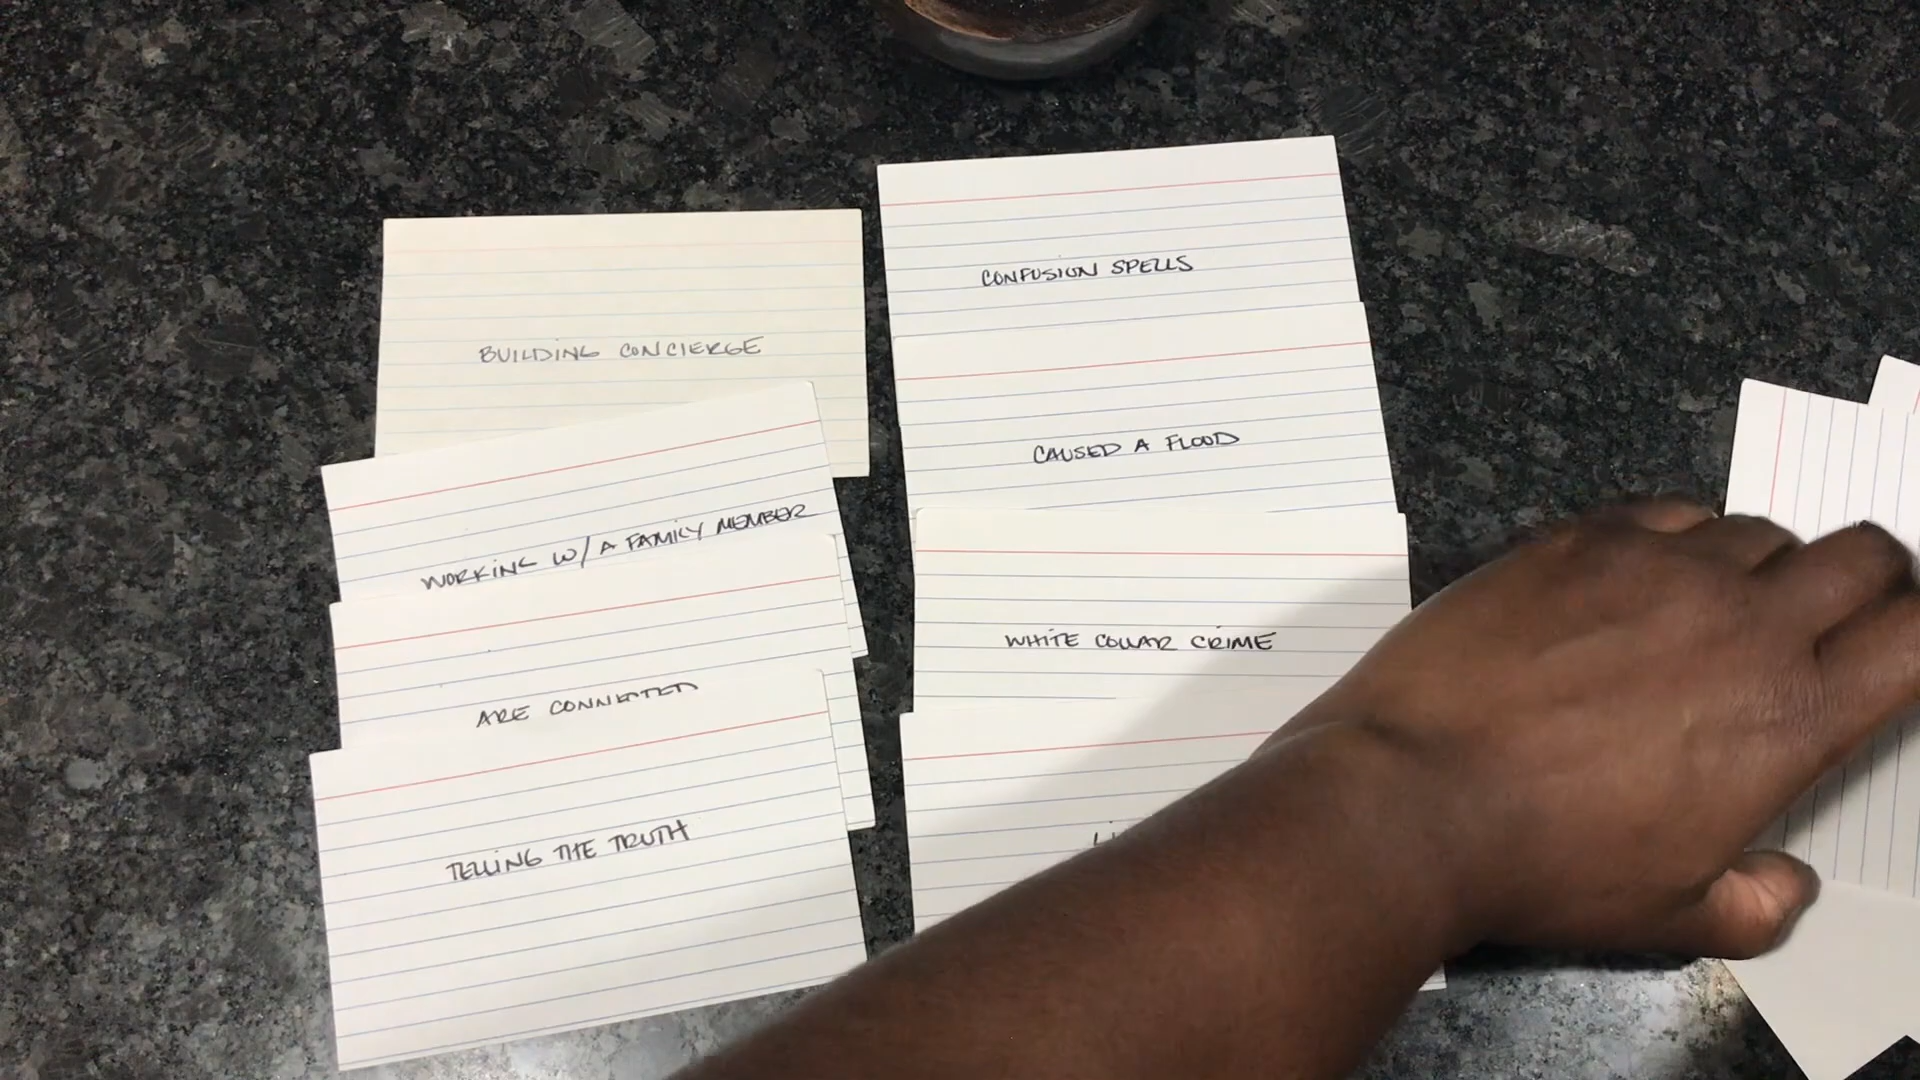 BUILDING CONCIERGE
WORKING W/ A FAMILY MEMBER
ARE CONNECTED
TELLING THE TRUTH
CONFUSION SPELLS
CAUSED A FLOOD
WHITE COLLAR CRIME